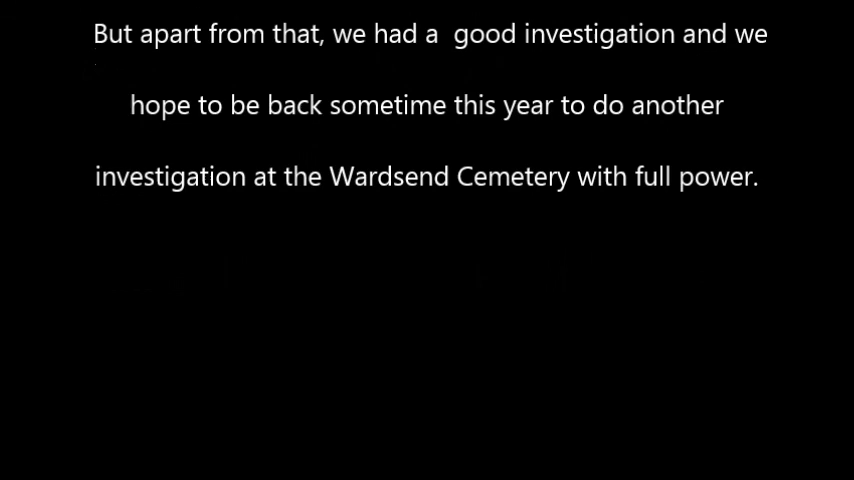 But apart from that, we had a  good investigation and we
hope to be back sometime this year to do another
investigation at the Wardsend Cemetery with full power.